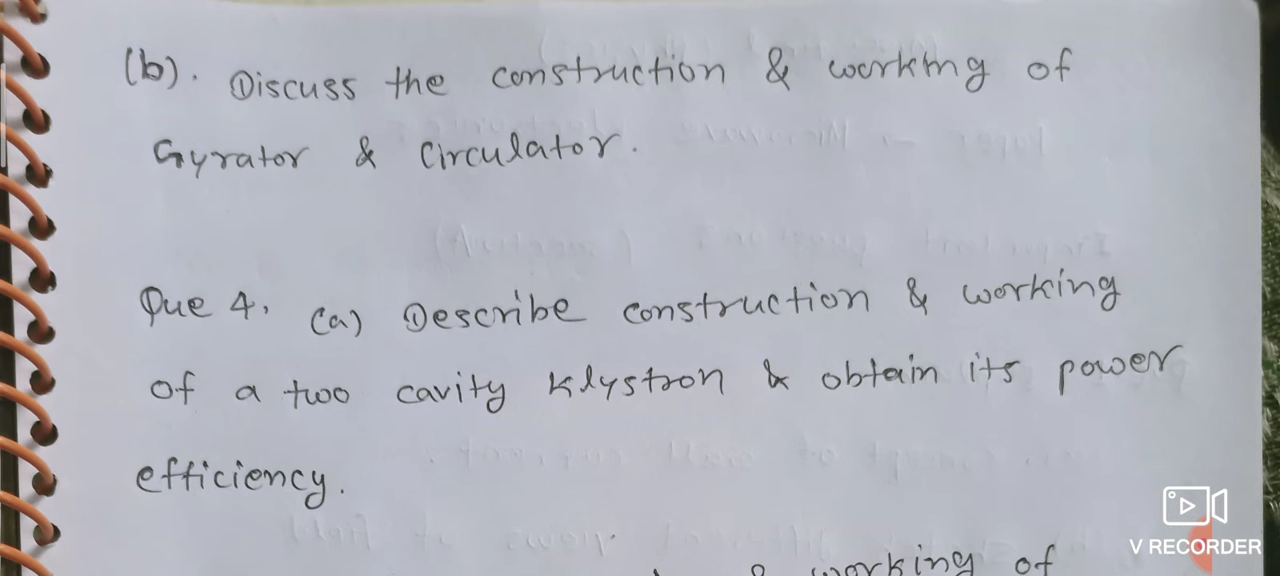 (b). Discuss the construction & working of
Gyrator & Circulator.
Que 4. (a) Describe construction & working
of a two cavity Klystron & obtain its power
efficiency.
& working of
V RECORDER